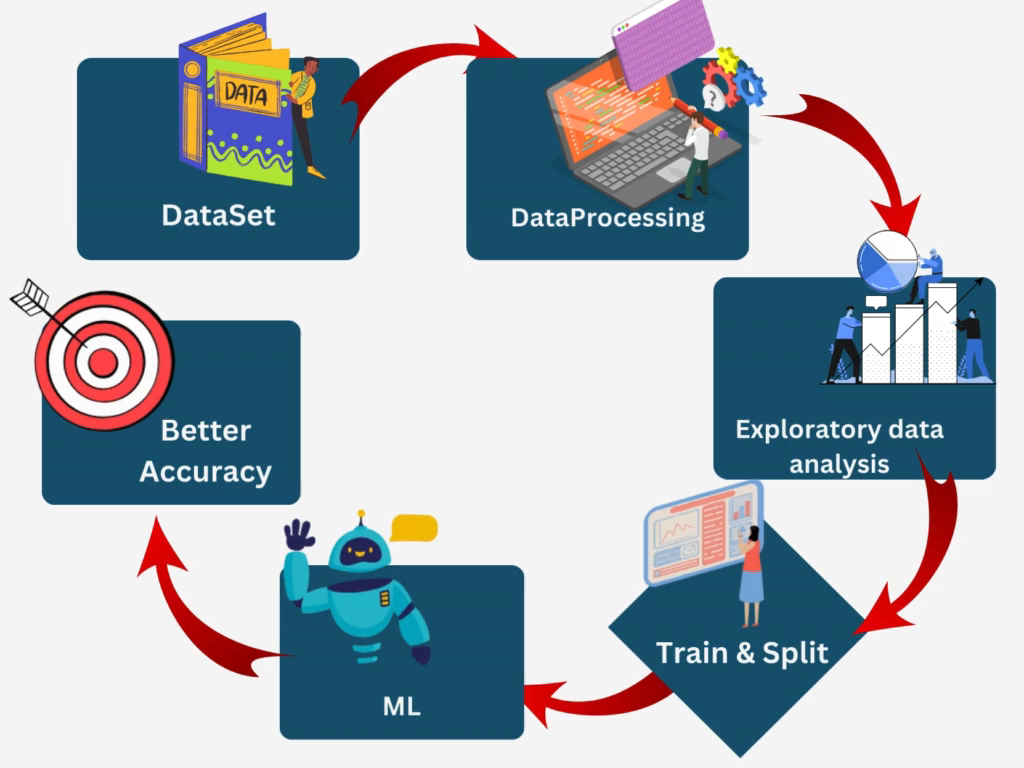 DATA
DataSet
DataProcessing
?
Exploratory data
analysis
Train & Split
ML
Better
Accuracy